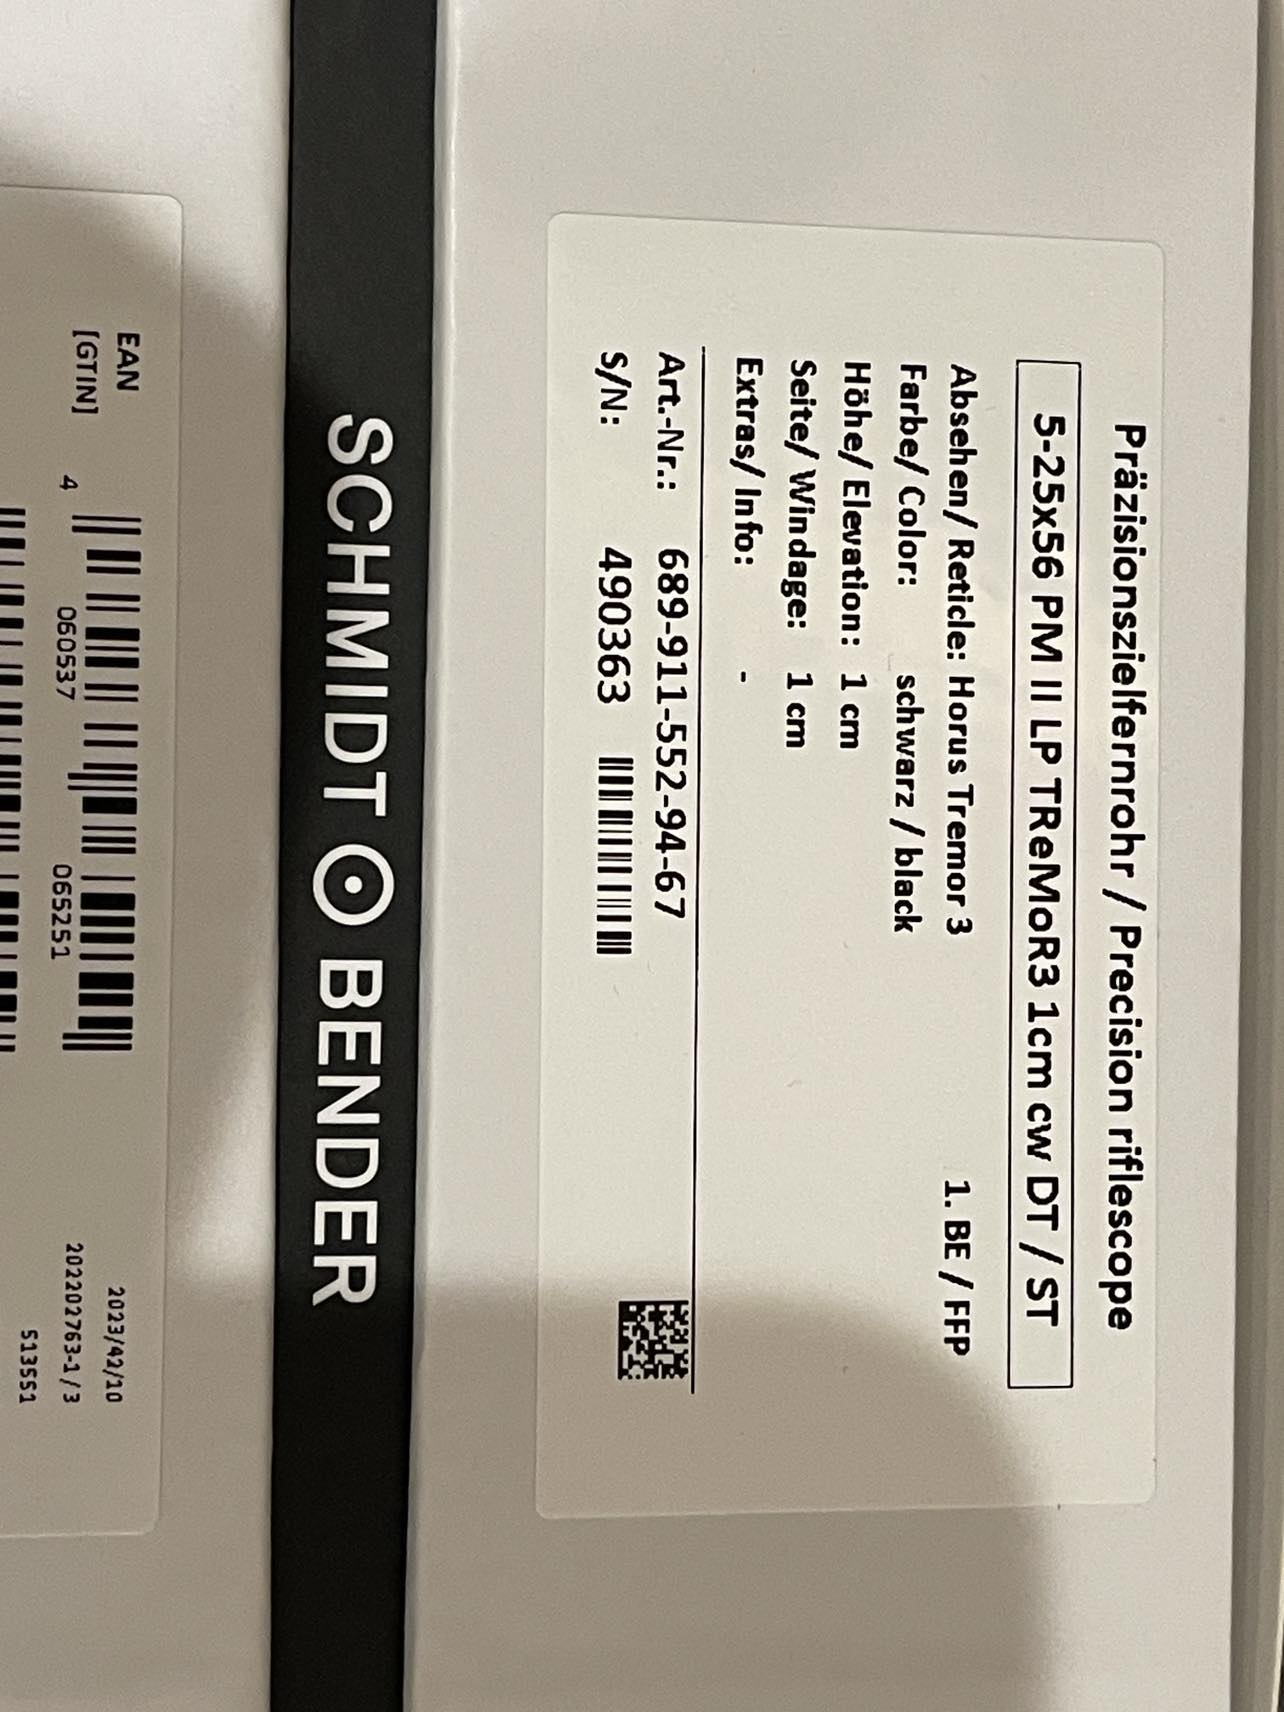 Präzisionszielfernrohr / Precision riflescope
5-25x56 PM II LP TReMoR3 1cm cw DT / ST
Absehen/ Reticle: Horus Tremor 3 1. BE / FFP
Farbe/ Color: schwarz / black
Höhe/ Elevation: 1 cm
Seite/ Windage: 1 cm
Extras/ Info: -
Art.-Nr.: 689-911-552-94-67
S/N: 490363
SCHMIDT BENDER
EAN
[GTIN]
4 060537 065251
2023/42/10
202202763-1 / 3
513551